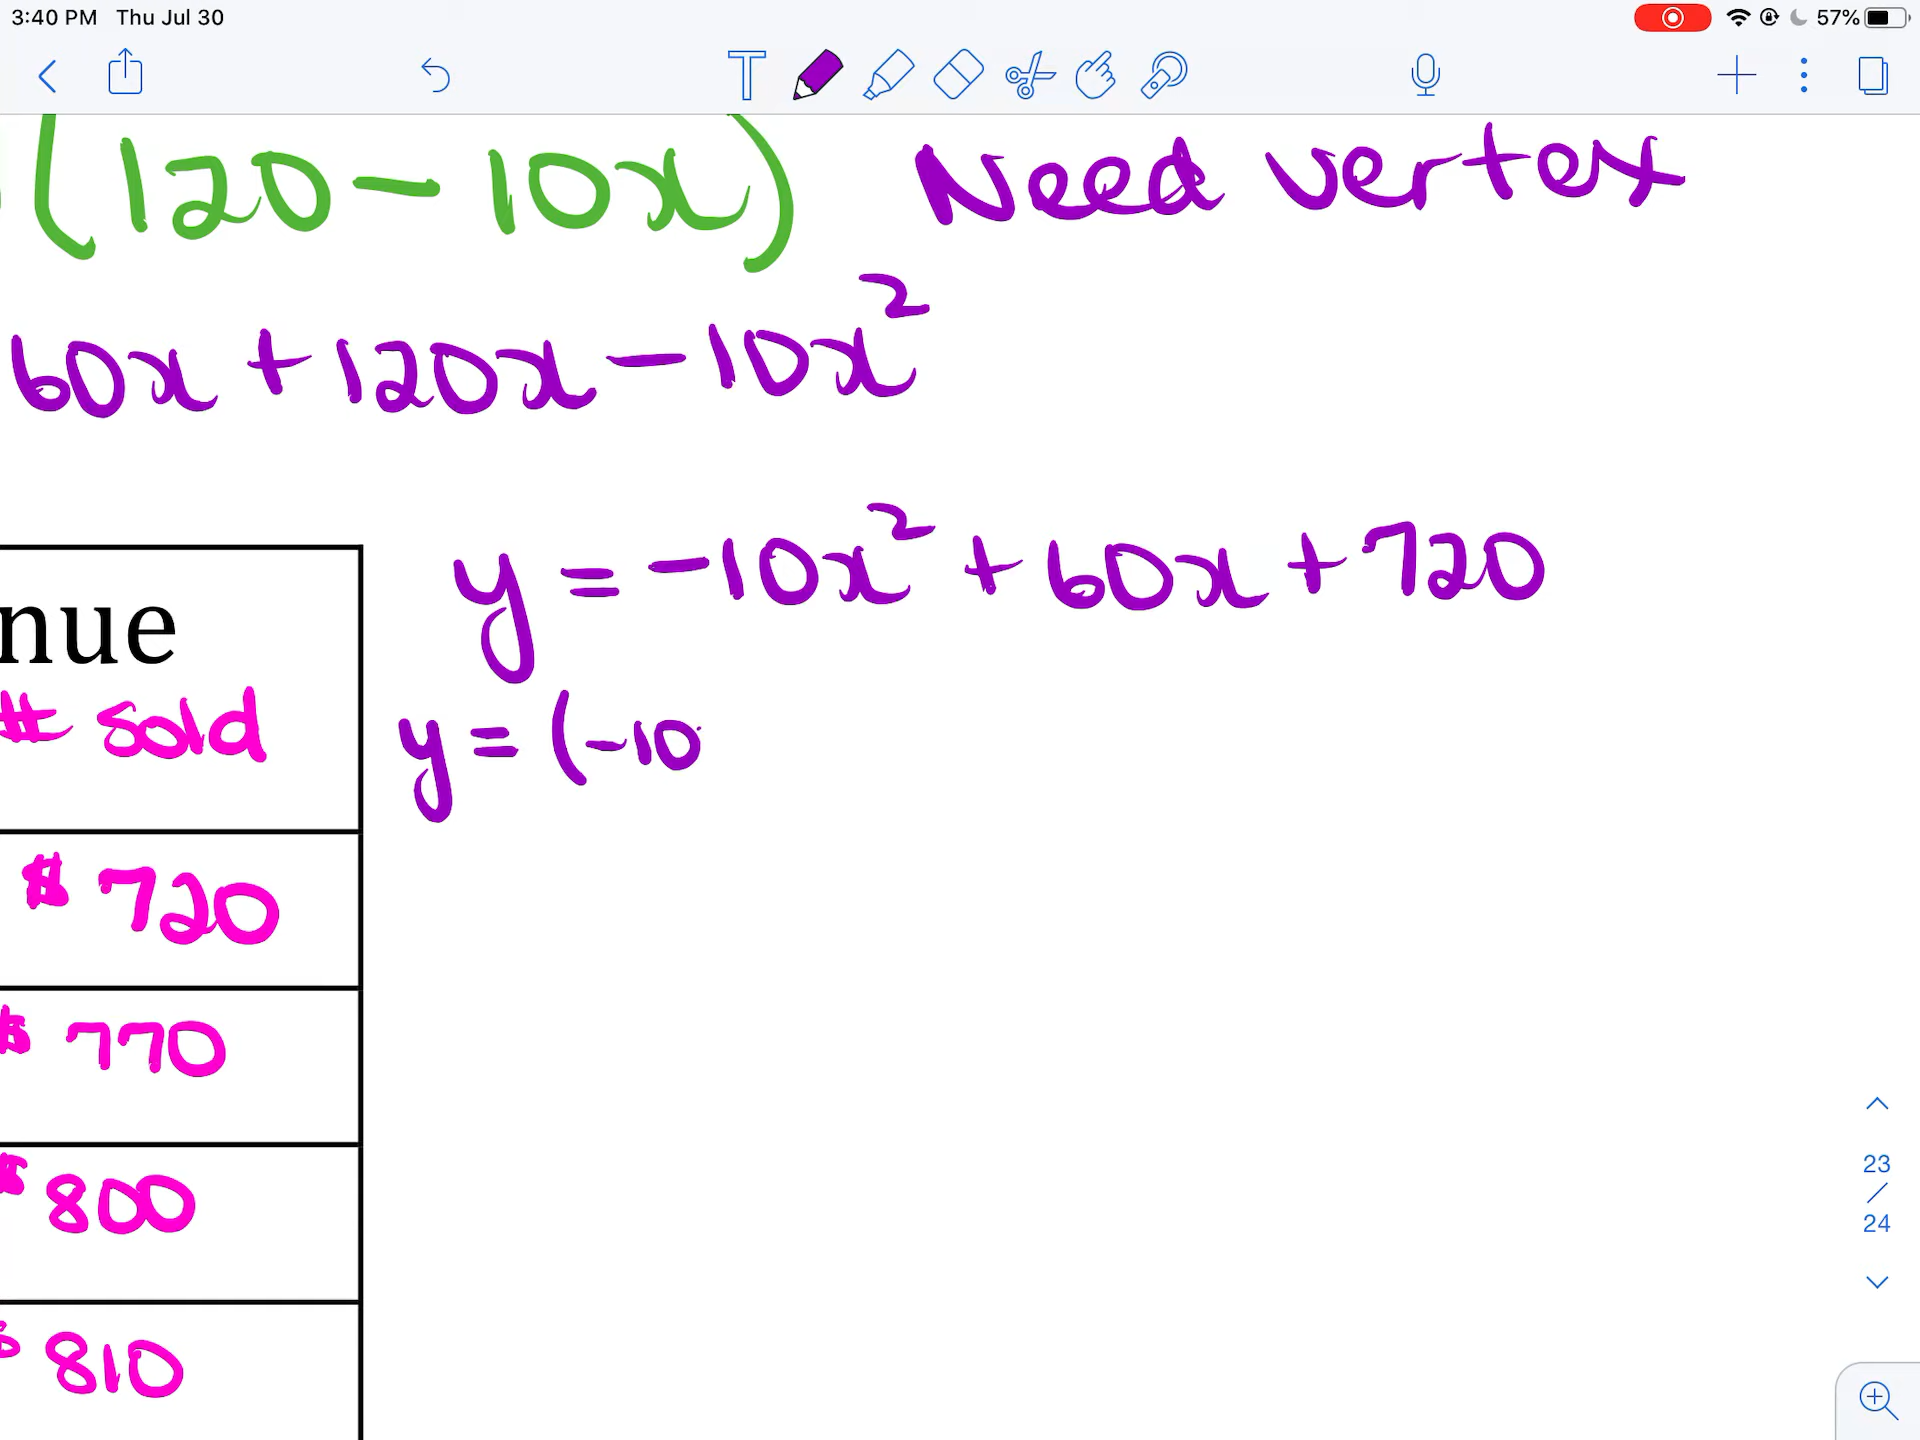 3:40 PM Thu Jul 30
57%
(120-10x) Need vertex
60x+120x-10x²
y = -10x² + 60x + 720
nue
# sold
y = (-10
$ 720
$ 770
$ 800
$ 810
23
/
24